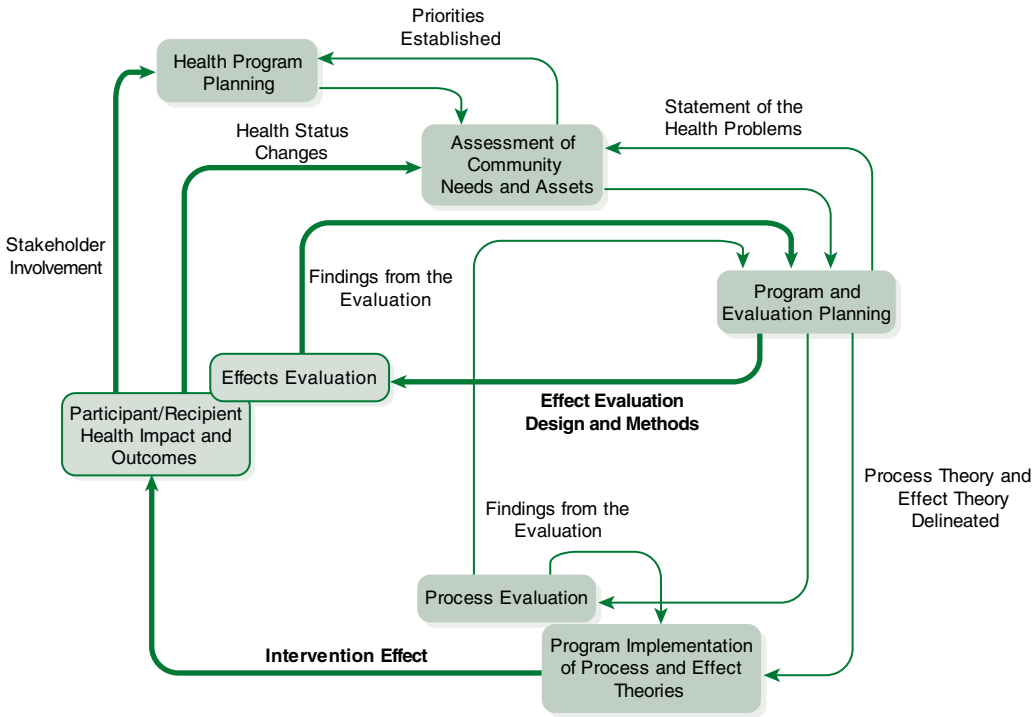 Priorities
Established
Health Program
Planning
Statement of the
Health Problems
Health Status
Changes
Assessment of
Community
Needs and Assets
Stakeholder
Involvement
Findings from the
Evaluation
Program and
Evaluation Planning
Effects Evaluation
Effect Evaluation
Design and Methods
Participant/Recipient
Health Impact and
Outcomes
Process Theory and
Effect Theory
Delineated
Findings from the
Evaluation
Process Evaluation
Intervention Effect
Program Implementation
of Process and Effect
Theories